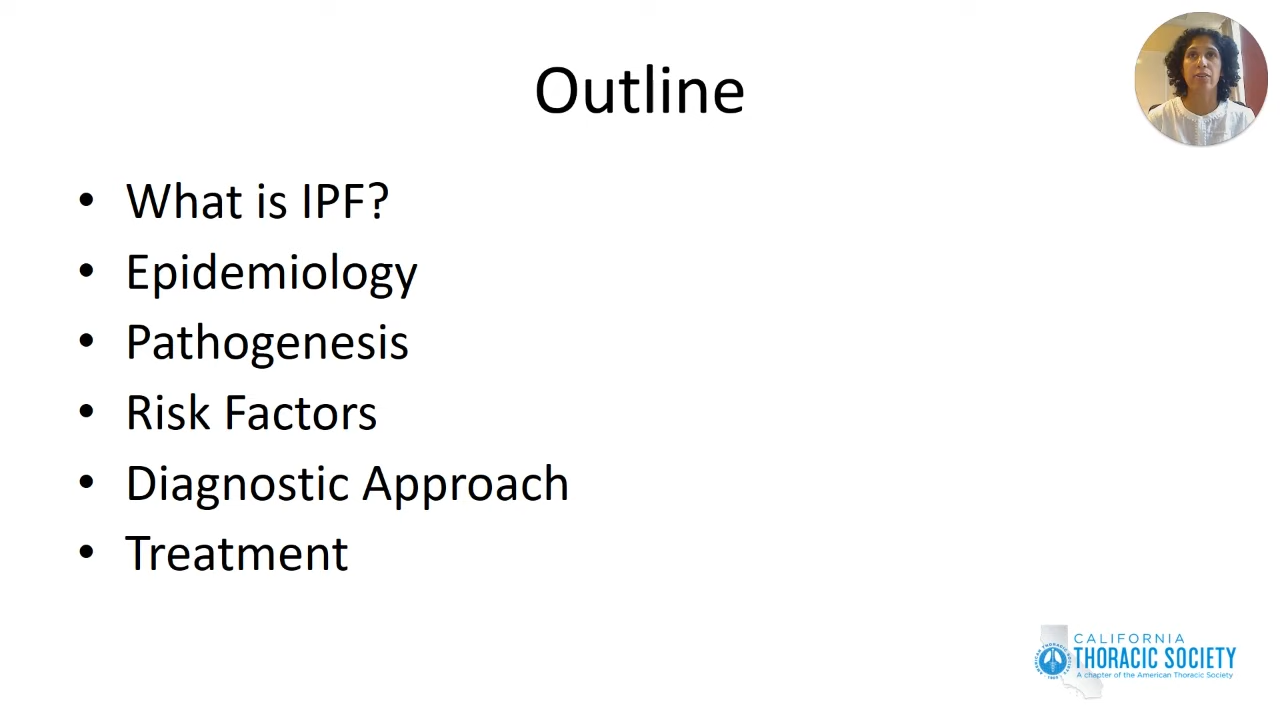 Outline
• What is IPF?
• Epidemiology
• Pathogenesis
• Risk Factors
• Diagnostic Approach
• Treatment
CALIFORNIA
THORACIC SOCIETY
A chapter of the American Thoracic Society